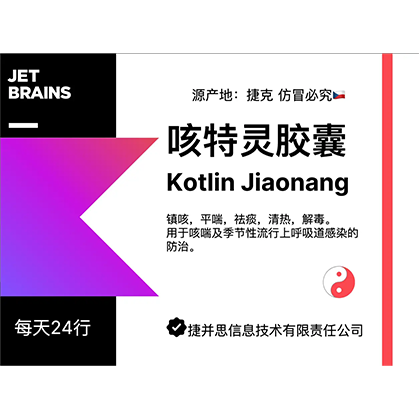 JET
BRAINS
源产地：捷克 仿冒必究🇨🇿
咳特灵胶囊
Kotlin Jiaonang
镇咳，平喘，祛痰，清热，解毒。
用于咳喘及季节性流行上呼吸道感染的
防治。
每天24行
捷并思信息技术有限责任公司